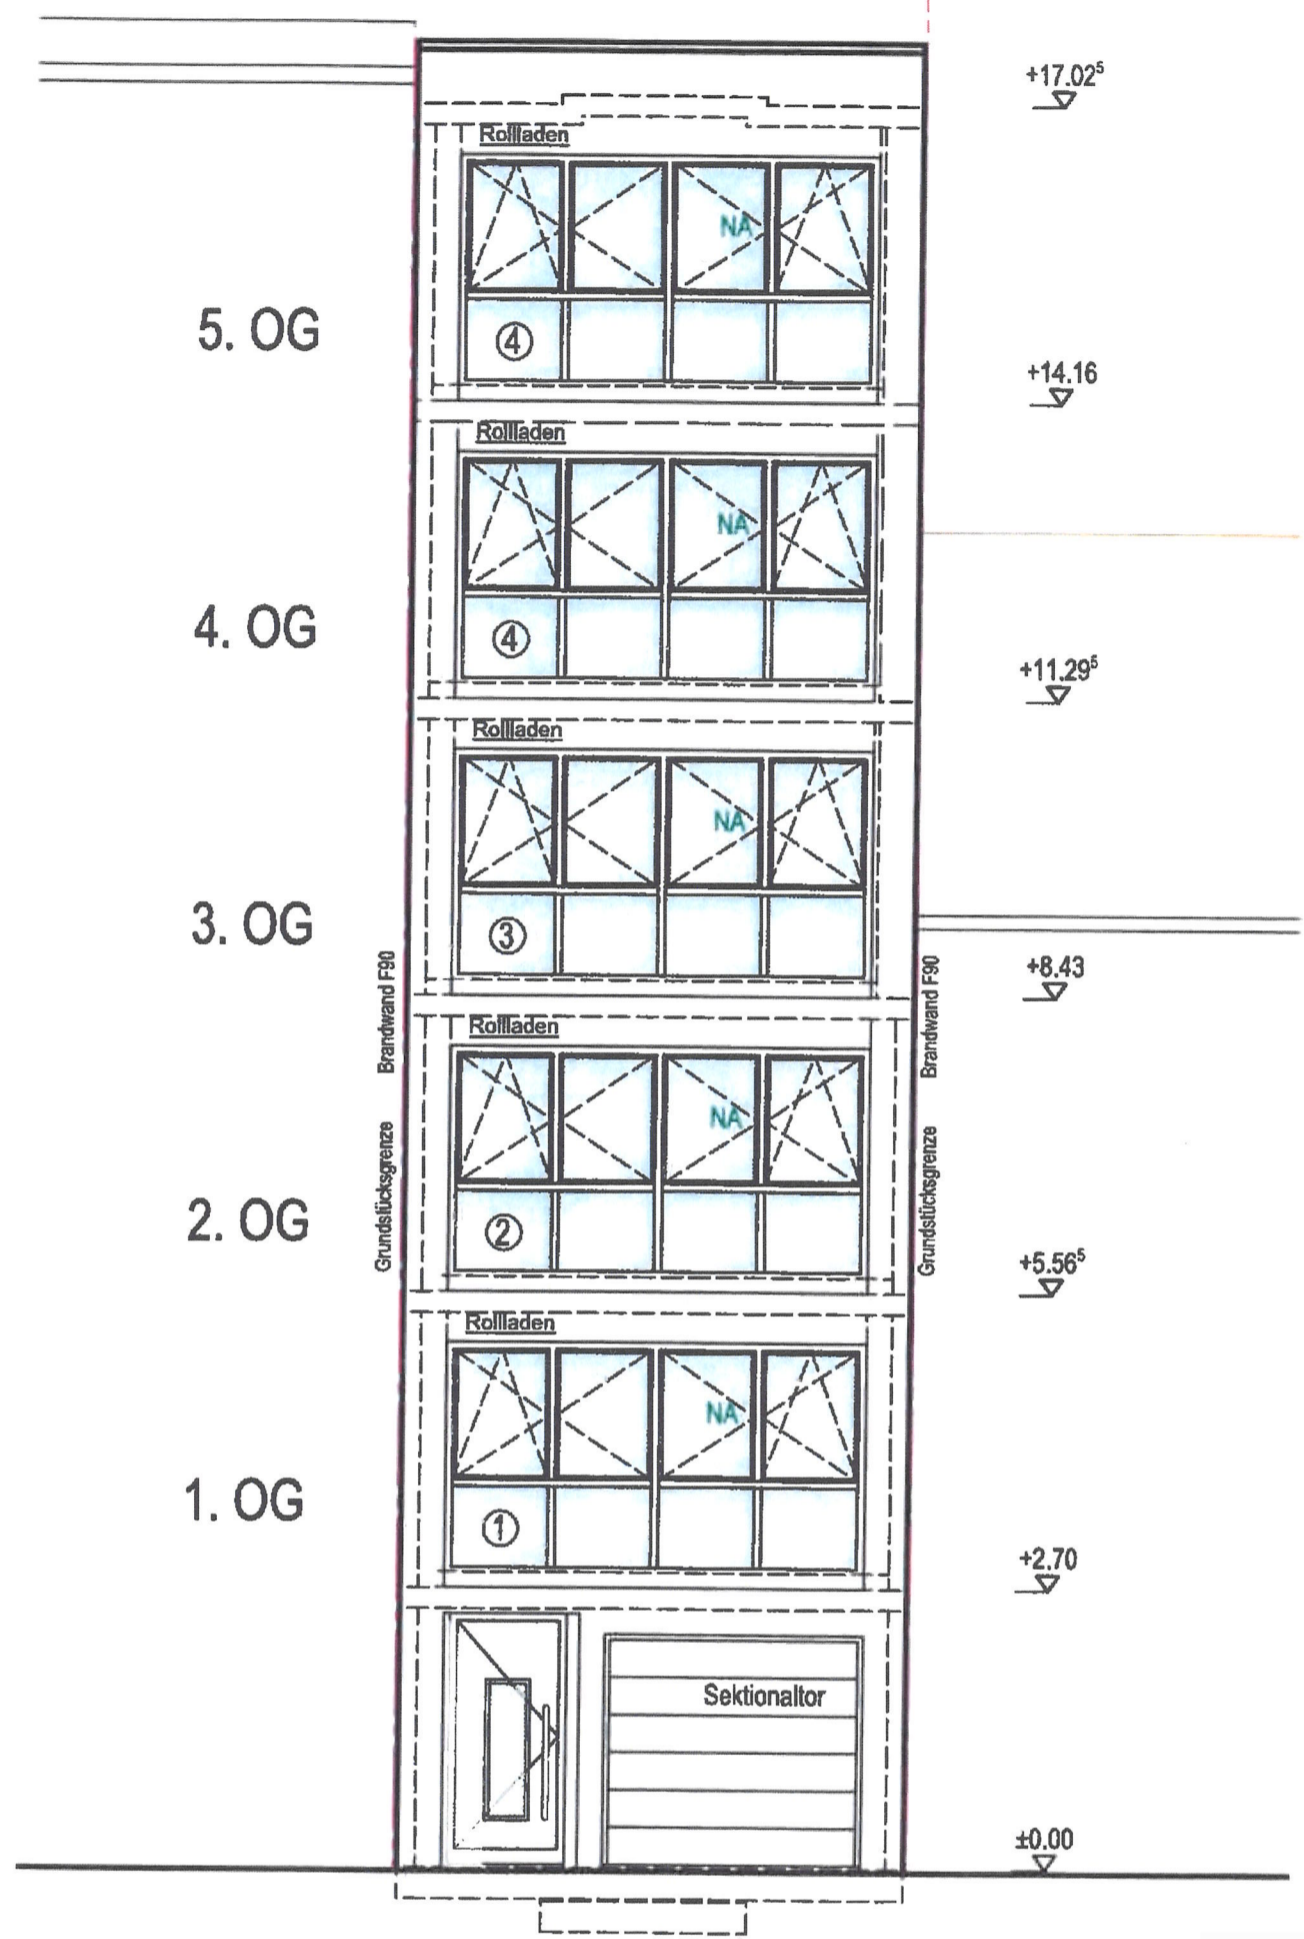 +17.02⁵
Rollladen
NA
5. OG
④
+14.16
Rollladen
NA
4. OG
④
+11.29⁵
Rollladen
NA
3. OG
③
Brandwand F90
Grundstücksgrenze
Brandwand F90
Grundstücksgrenze
+8.43
Rollladen
NA
2. OG
②
+5.56⁵
Rollladen
NA
1. OG
①
+2.70
Sektionaltor
±0.00